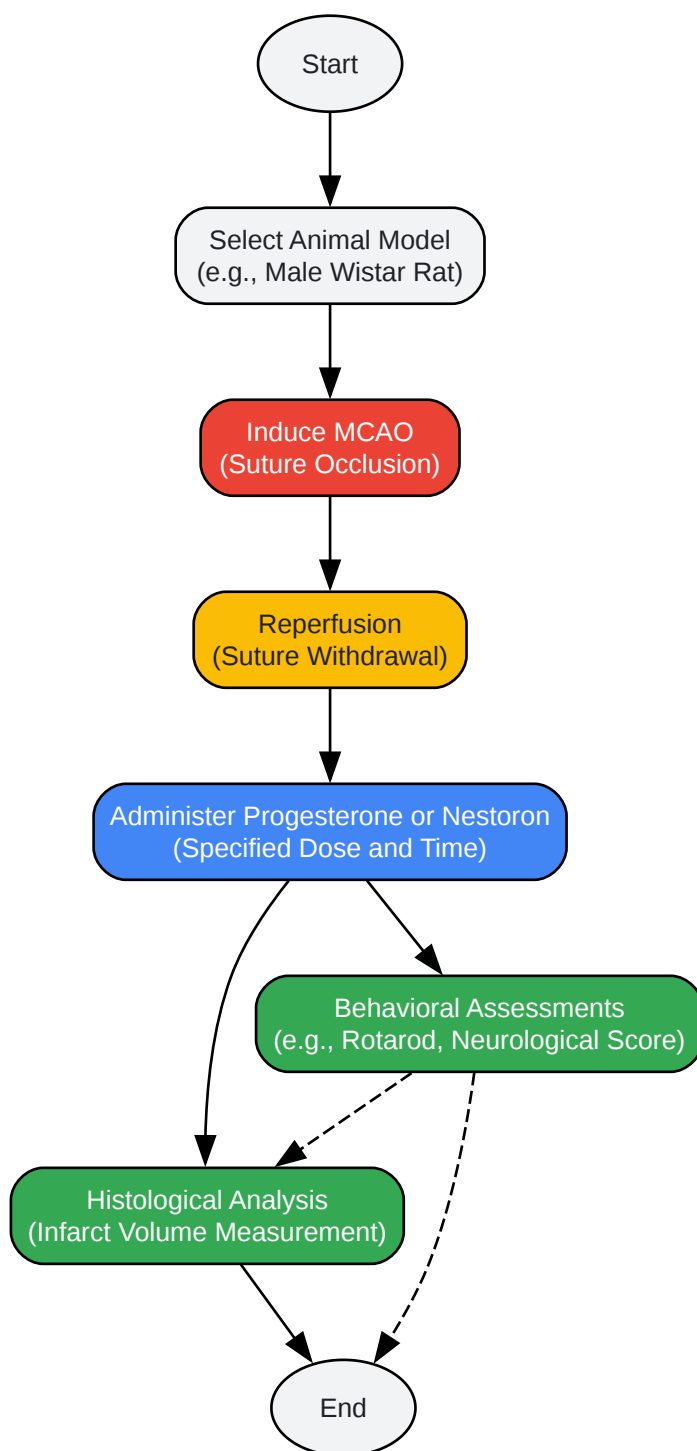 Start
Select Animal Model
(e.g., Male Wistar Rat)
Induce MCAO
(Suture Occlusion)
Reperfusion
(Suture Withdrawal)
Administer Progesterone or Nestoron
(Specified Dose and Time)
Behavioral Assessments
(e.g., Rotarod, Neurological Score)
Histological Analysis
(Infarct Volume Measurement)
End